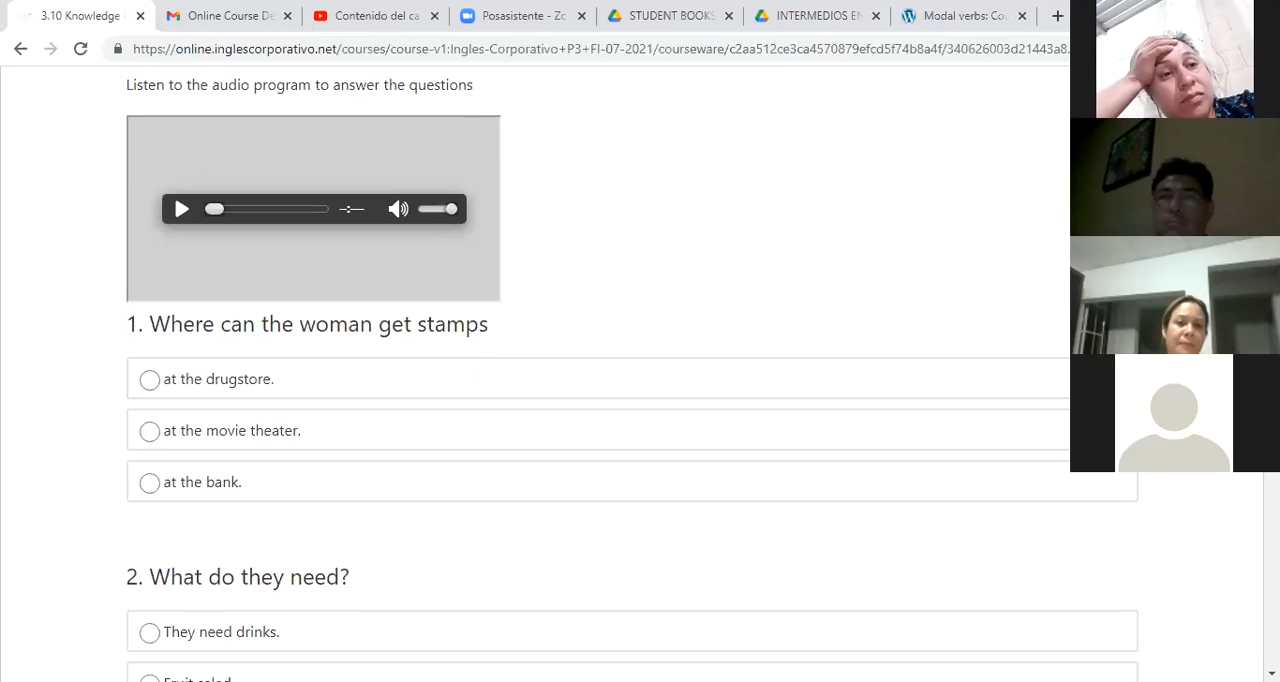 3.10 Knowledge
Online Course De
Contenido del ca
Posasistente - Zo
STUDENT BOOKS
INTERMEDIOS EN
Modal verbs: Cou
https://online.inglescorporativo.net/courses/course-v1:Ingles-Corporativo+P3+FI-07-2021/courseware/c2aa512ce3ca4570879efcd5f74b8a4f/340626003d21443a8.
Listen to the audio program to answer the questions
1. Where can the woman get stamps
at the drugstore.
at the movie theater.
at the bank.
2. What do they need?
They need drinks.
Fruit salad